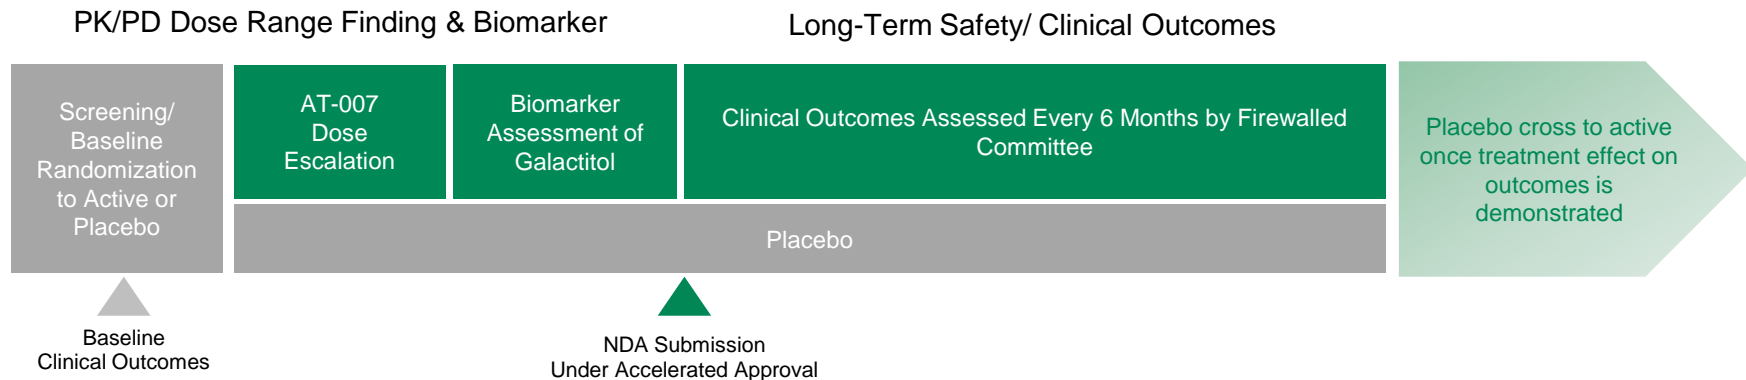 PK/PD Dose Range Finding & Biomarker
Long-Term Safety/ Clinical Outcomes
Screening/
Baseline
Randomization
to Active or
Placebo
AT-007
Dose
Escalation
Biomarker
Assessment of
Galactitol
Clinical Outcomes Assessed Every 6 Months by Firewalled
Committee
Placebo cross to active
once treatment effect on
outcomes is
demonstrated
Placebo
Baseline
Clinical Outcomes
NDA Submission
Under Accelerated Approval